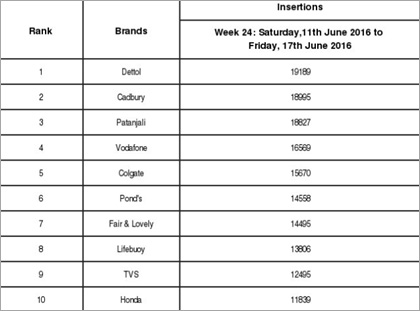 Insertions
Rank Brands Week 24: Saturday,11th June 2016 to
Friday, 17th June 2016
1 Dettol 19189
2 Cadbury 18995
3 Patanjali 18827
4 Vodafone 16569
5 Colgate 15670
6 Pond's 14558
7 Fair & Lovely 14495
8 Lifebuoy 13806
9 TVS 12495
10 Honda 11839